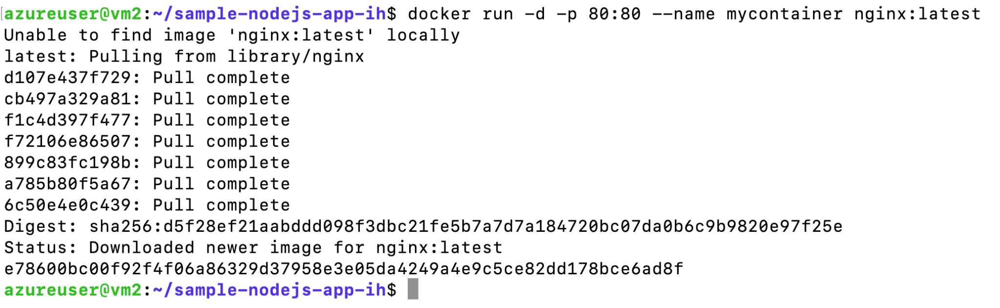 azureuser@vm2:~/sample-nodejs-app-ih$ docker run -d -p 80:80 --name mycontainer nginx:latest
Unable to find image 'nginx:latest' locally
latest: Pulling from library/nginx
d107e437f729: Pull complete
cb497a329a81: Pull complete
f1c4d397f477: Pull complete
f72106e86507: Pull complete
899c83fc198b: Pull complete
a785b80f5a67: Pull complete
6c50e4e0c439: Pull complete
Digest: sha256:d5f28ef21aabddd098f3dbc21fe5b7a7d7a184720bc07da0b6c9b9820e97f25e
Status: Downloaded newer image for nginx:latest
e78600bc00f92f4f06a86329d37958e3e05da4249a4e9c5ce82dd178bce6ad8f
azureuser@vm2:~/sample-nodejs-app-ih$